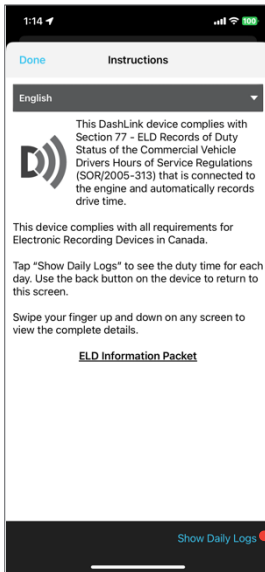 1:14
100
Done
Instructions
English
This DashLink device complies with
Section 77 - ELD Records of Duty
Status of the Commercial Vehicle
Drivers Hours of Service Regulations
(SOR/2005-313) that is connected to
the engine and automatically records
drive time.
This device complies with all requirements for
Electronic Recording Devices in Canada.
Tap “Show Daily Logs” to see the duty time for each
day. Use the back button on the device to return to
this screen.
Swipe your finger up and down on any screen to
view the complete details.
ELD Information Packet
Show Daily Logs